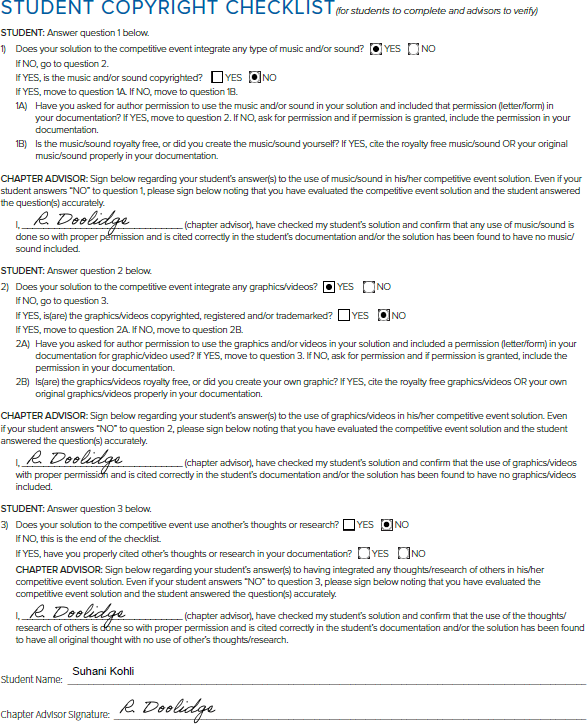 STUDENT COPYRIGHT CHECKLIST (for students to complete and advisors to verify)
STUDENT: Answer question 1 below.
1) Does your solution to the competitive event integrate any type of music and/or sound? YES NO
If NO, go to question 2.
If YES, is the music and/or sound copyrighted? YES NO
If YES, move to question 1A. If NO, move to question 1B.
1A) Have you asked for author permission to use the music and/or sound in your solution and included that permission (letter/form) in
your documentation? If YES, move to question 2. If NO, ask for permission and if permission is granted, include the permission in your
documentation.
1B) Is the music/sound royalty free, or did you create the music/sound yourself? If YES, cite the royalty free music/sound OR your original
music/sound properly in your documentation.
CHAPTER ADVISOR: Sign below regarding your student's answer(s) to the use of music/sound in his/her competitive event solution. Even if your
student answers "NO" to question 1, please sign below noting that you have evaluated the competitive event solution and the student answered
the question(s) accurately.
I, R. Doolidge (chapter advisor), have checked my student's solution and confirm that any use of music/sound is
done so with proper permission and is cited correctly in the student's documentation and/or the solution has been found to have no music/
sound included.
STUDENT: Answer question 2 below.
2) Does your solution to the competitive event integrate any graphics/videos? YES NO
If NO, go to question 3.
If YES, is(are) the graphics/videos copyrighted, registered and/or trademarked? YES NO
If YES, move to question 2A. If NO, move to question 2B.
2A) Have you asked for author permission to use the graphics and/or videos in your solution and included a permission (letter/form) in your
documentation for graphic/video used? If YES, move to question 3. If NO, ask for permission and if permission is granted, include the
permission in your documentation.
2B) Is(are) the graphics/videos royalty free, or did you create your own graphic? If YES, cite the royalty free graphics/videos OR your own
original graphics/videos properly in your documentation.
CHAPTER ADVISOR: Sign below regarding your student's answer(s) to the use of graphics/videos in his/her competitive event solution. Even
if your student answers "NO" to question 2, please sign below noting that you have evaluated the competitive event solution and the student
answered the question(s) accurately.
I, R. Doolidge (chapter advisor), have checked my student's solution and confirm that the use of graphics/videos
with proper permission and is cited correctly in the student's documentation and/or the solution has been found to have no graphics/videos
included.
STUDENT: Answer question 3 below.
3) Does your solution to the competitive event use another's thoughts or research? YES NO
If NO, this is the end of the checklist.
If YES, have you properly cited other's thoughts or research in your documentation? YES NO
CHAPTER ADVISOR: Sign below regarding your student's answer(s) to having integrated any thoughts/research of others in his/her
competitive event solution. Even if your student answers "NO" to question 3, please sign below noting that you have evaluated the
competitive event solution and the student answered the question(s) accurately.
I, R. Doolidge (chapter advisor), have checked my student's solution and confirm that the use of the thoughts/
research of others is done so with proper permission and is cited correctly in the student's documentation and/or the solution has been found
to have all original thought with no use of other's thoughts/research.
Student Name: Suhani Kohli
Chapter Advisor Signature: R. Doolidge